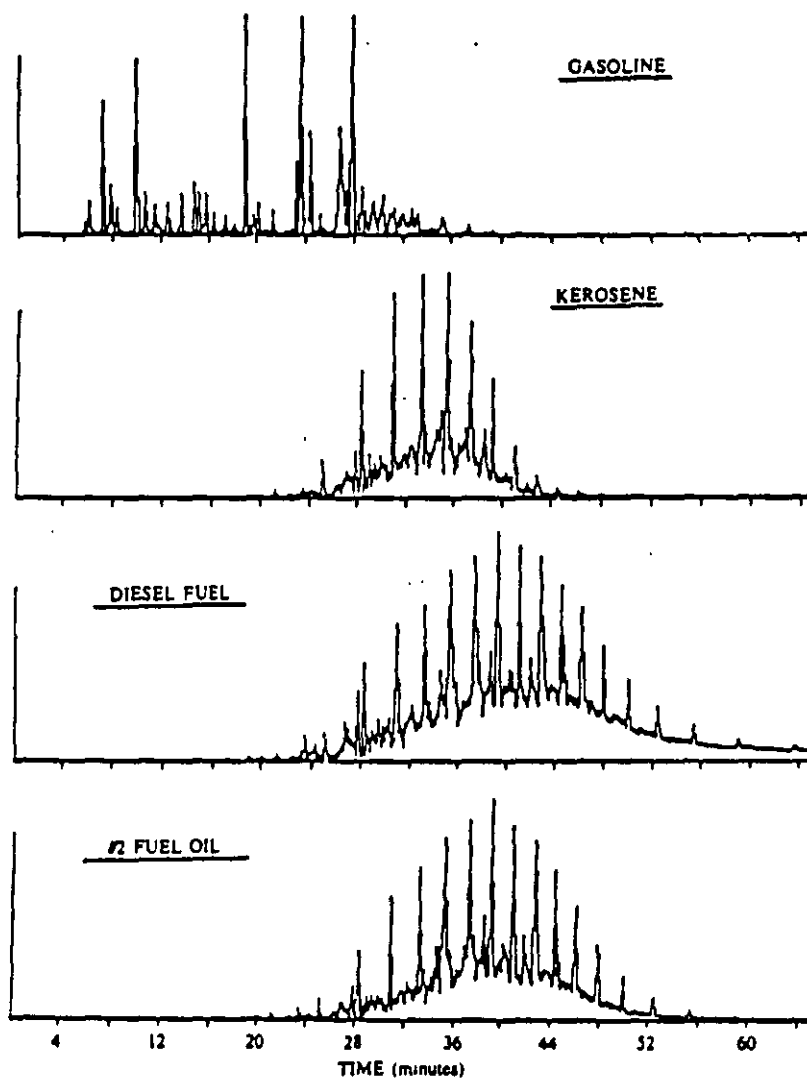 GASOLINE
KEROSENE
DIESEL FUEL
#2 FUEL OIL
4 12 20 28 36 44 52 60
TIME (minutes)